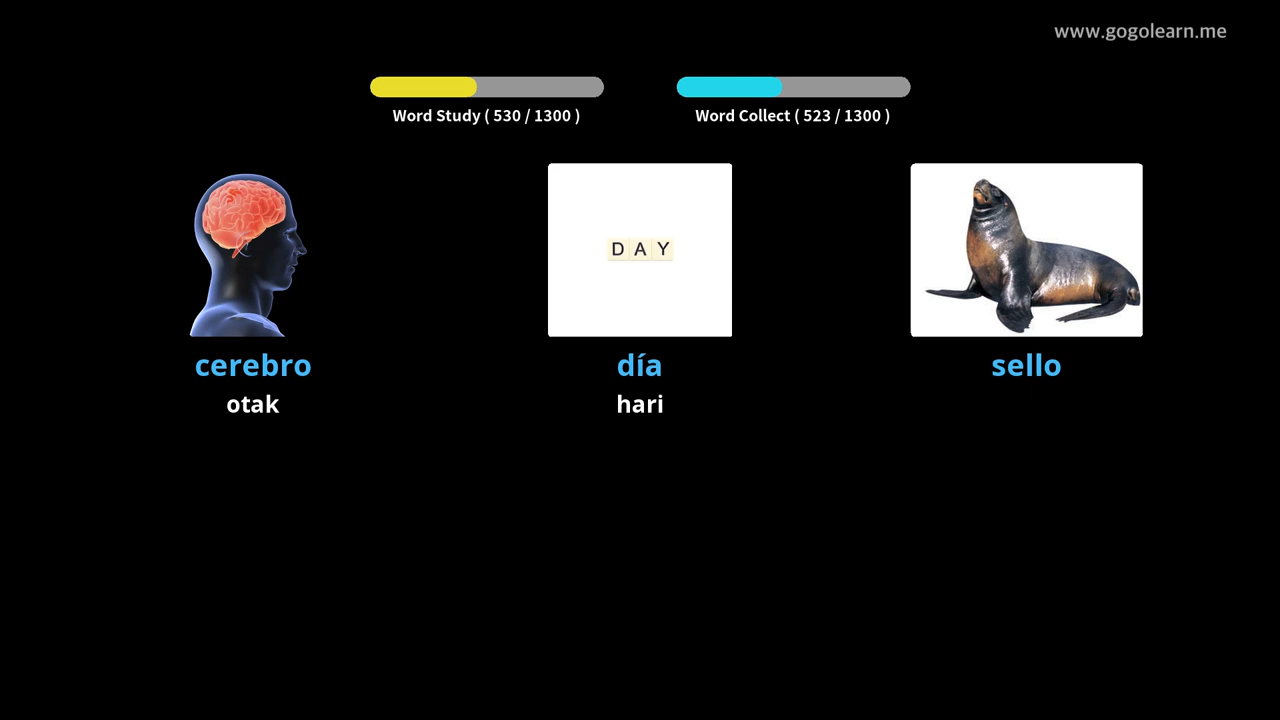 www.gogolearn.me
Word Study ( 530 / 1300 )
Word Collect ( 523 / 1300 )
DAY
cerebro
día
sello
otak
hari